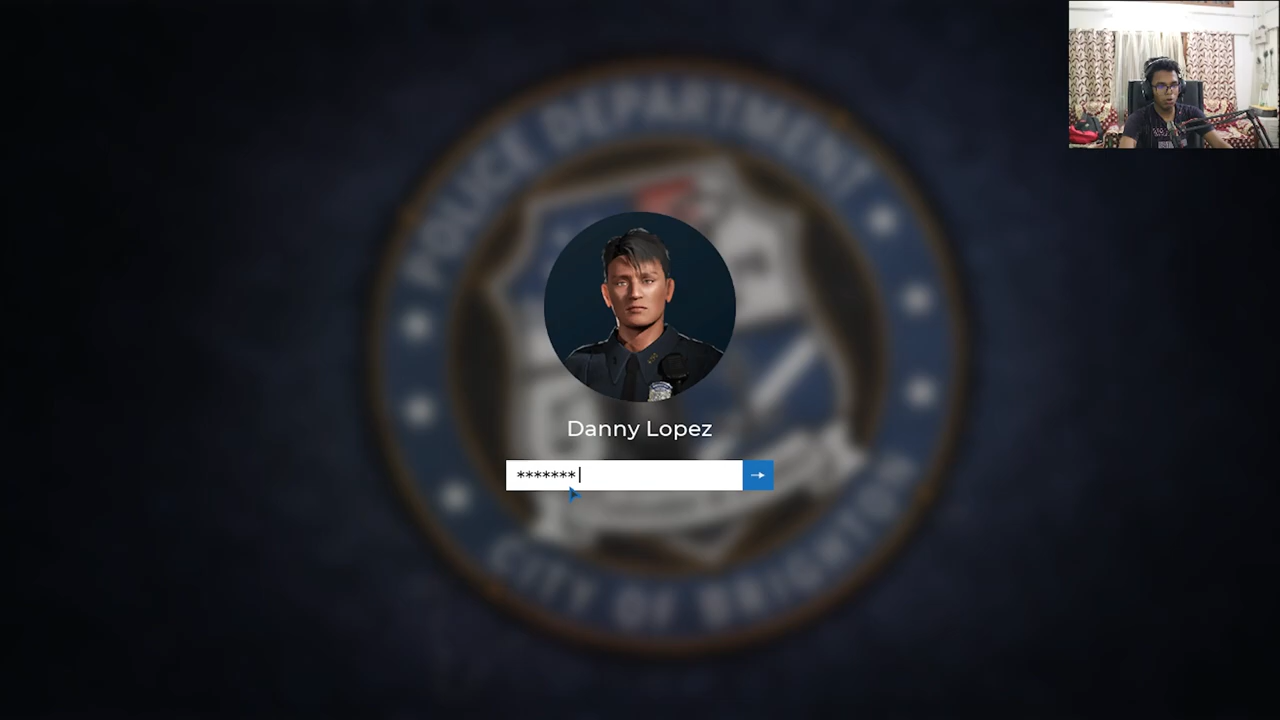 POLICE DEPARTMENT
Danny Lopez
*******
CITY OF BRIGHTON